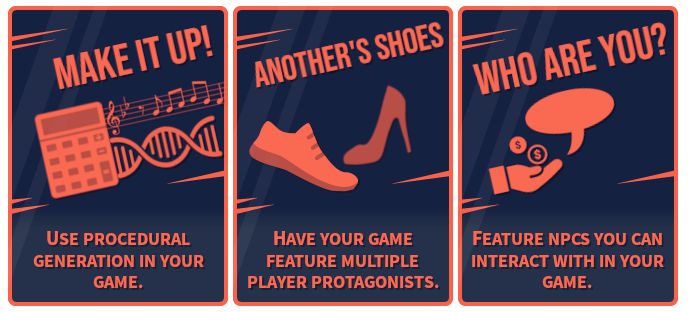 MAKE IT UP!
USE PROCEDURAL
GENERATION IN YOUR
GAME.
ANOTHER'S SHOES
HAVE YOUR GAME
FEATURE MULTIPLE
PLAYER PROTAGONISTS.
WHO ARE YOU?
$
$
FEATURE NPCS YOU CAN
INTERACT WITH IN YOUR
GAME.